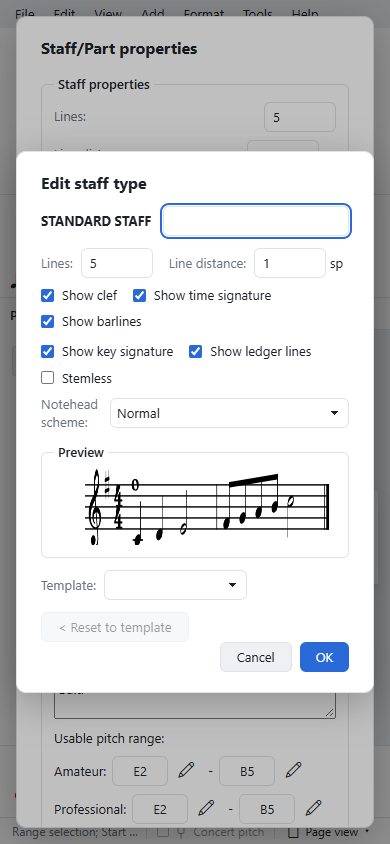 File Edit View Add Format Tools Help
Staff/Part properties
Staff properties
Lines: 5
Edit staff type
STANDARD STAFF
Lines: 5 Line distance: 1 sp
Show clef Show time signature
Show barlines
Show key signature Show ledger lines
Stemless
Notehead scheme: Normal
Preview
Template:
< Reset to template
Cancel OK
Usable pitch range:
Amateur: E2 - B5
Professional: E2 - B5
Range selection; Start ... Concert pitch Page view